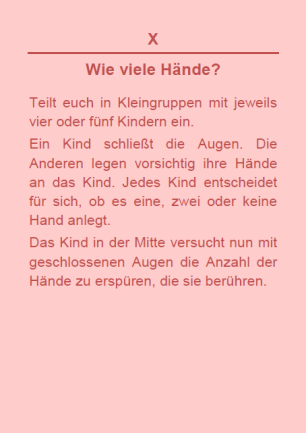 X
Wie viele Hände?
Teilt euch in Kleingruppen mit jeweils
vier oder fünf Kindern ein.
Ein Kind schließt die Augen. Die
Anderen legen vorsichtig ihre Hände
an das Kind. Jedes Kind entscheidet
für sich, ob es eine, zwei oder keine
Hand anlegt.
Das Kind in der Mitte versucht nun mit
geschlossenen Augen die Anzahl der
Hände zu erspüren, die sie berühren.